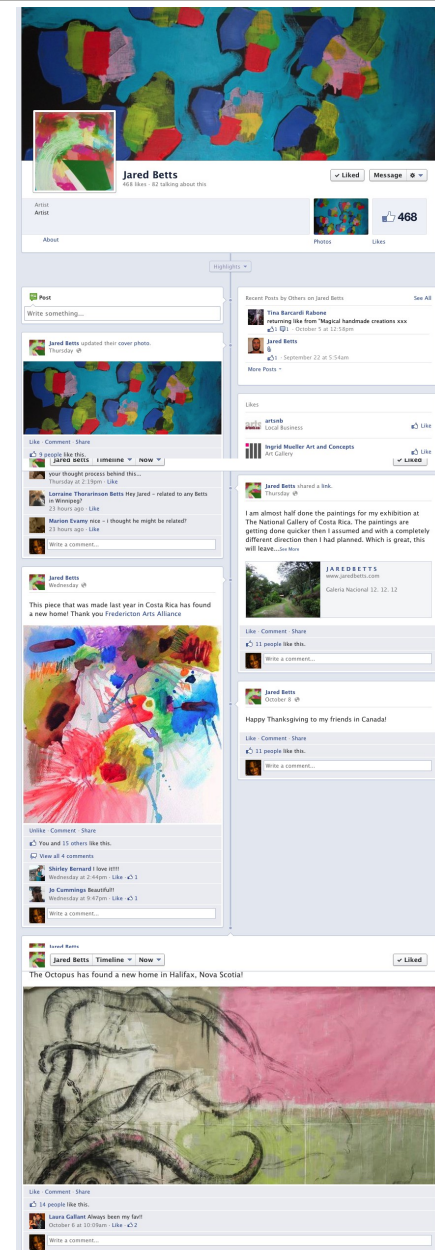 Jared Betts
468 likes · 82 talking about this
✓ Liked
Message
Artist
Artist
468
About
Photos
Likes
Highlights
Post
Write something...
Jared Betts updated their cover photo.
Thursday
Like · Comment · Share
9 people like this.
Recent Posts by Others on Jared Betts
See All
Tina Barcardi Rabone
returning like from "Magical handmade creations xxx
1 1 · October 5 at 12:58pm
Jared Betts
1 · September 22 at 5:54am
More Posts
Likes
artsnb
Local Business
Like
Ingrid Mueller Art and Concepts
Art Gallery
Like
Jared Betts Timeline Now
Liked
your thought process behind this...
Thursday at 2:19pm · Like
Lorraine Thorarinson Betts Hey Jared – related to any Betts
in Winnipeg?
23 hours ago · Like
Marion Evamy nice – i thought he might be related?
23 hours ago · Like
Write a comment...
Jared Betts shared a link.
Thursday
I am almost half done the paintings for my exhibition at
The National Gallery of Costa Rica. The paintings are
getting done quicker then I assumed and with a completely
different direction then I had planned. Which is great, this
will leave...See More
JAREDBETTS
www.jaredbetts.com
Galeria Nacional 12. 12. 12
Like · Comment · Share
11 people like this.
Write a comment...
Jared Betts
Wednesday
This piece that was made last year in Costa Rica has found
a new home! Thank you Fredericton Arts Alliance
Unlike · Comment · Share
You and 15 others like this.
View all 4 comments
Shirley Bernard I love it!!!!
Wednesday at 2:44pm · Like · 1
Jo Cummings Beautiful!!
Wednesday at 9:47pm · Like · 1
Write a comment...
Jared Betts
October 8
Happy Thanksgiving to my friends in Canada!
Like · Comment · Share
11 people like this.
Write a comment...
Jared Betts
Jared Betts Timeline Now
✓ Liked
The Octopus has found a new home in Halifax, Nova Scotia!
Like · Comment · Share
14 people like this.
Laura Gallant Always been my fav!!
October 6 at 10:09am · Like · 2
Write a comment...